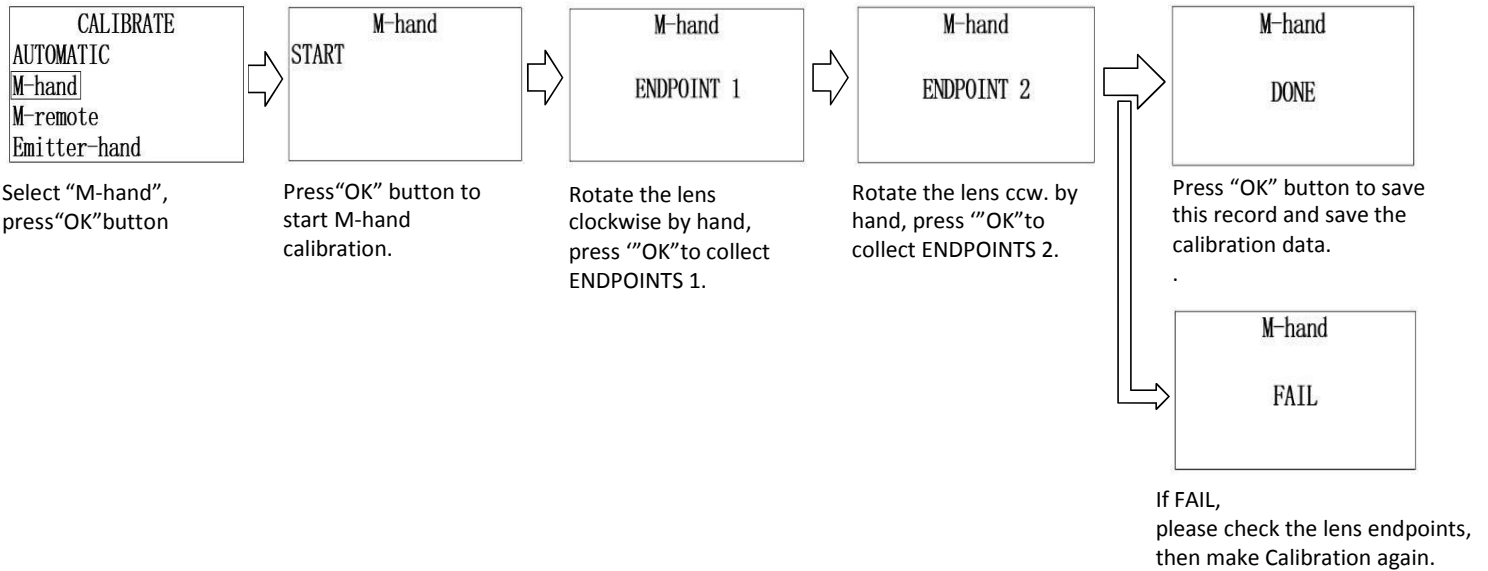 CALIBRATE
AUTOMATIC
M-hand
M-remote
Emitter-hand
Select “M-hand”,
press“OK”button
M-hand
START
Press“OK” button to
start M-hand
calibration.
M-hand
ENDPOINT 1
Rotate the lens
clockwise by hand,
press ‘”OK”to collect
ENDPOINTS 1.
M-hand
ENDPOINT 2
Rotate the lens ccw. by
hand, press ‘”OK”to
collect ENDPOINTS 2.
M-hand
DONE
Press “OK” button to save
this record and save the
calibration data.
.
M-hand
FAIL
If FAIL,
please check the lens endpoints,
then make Calibration again.